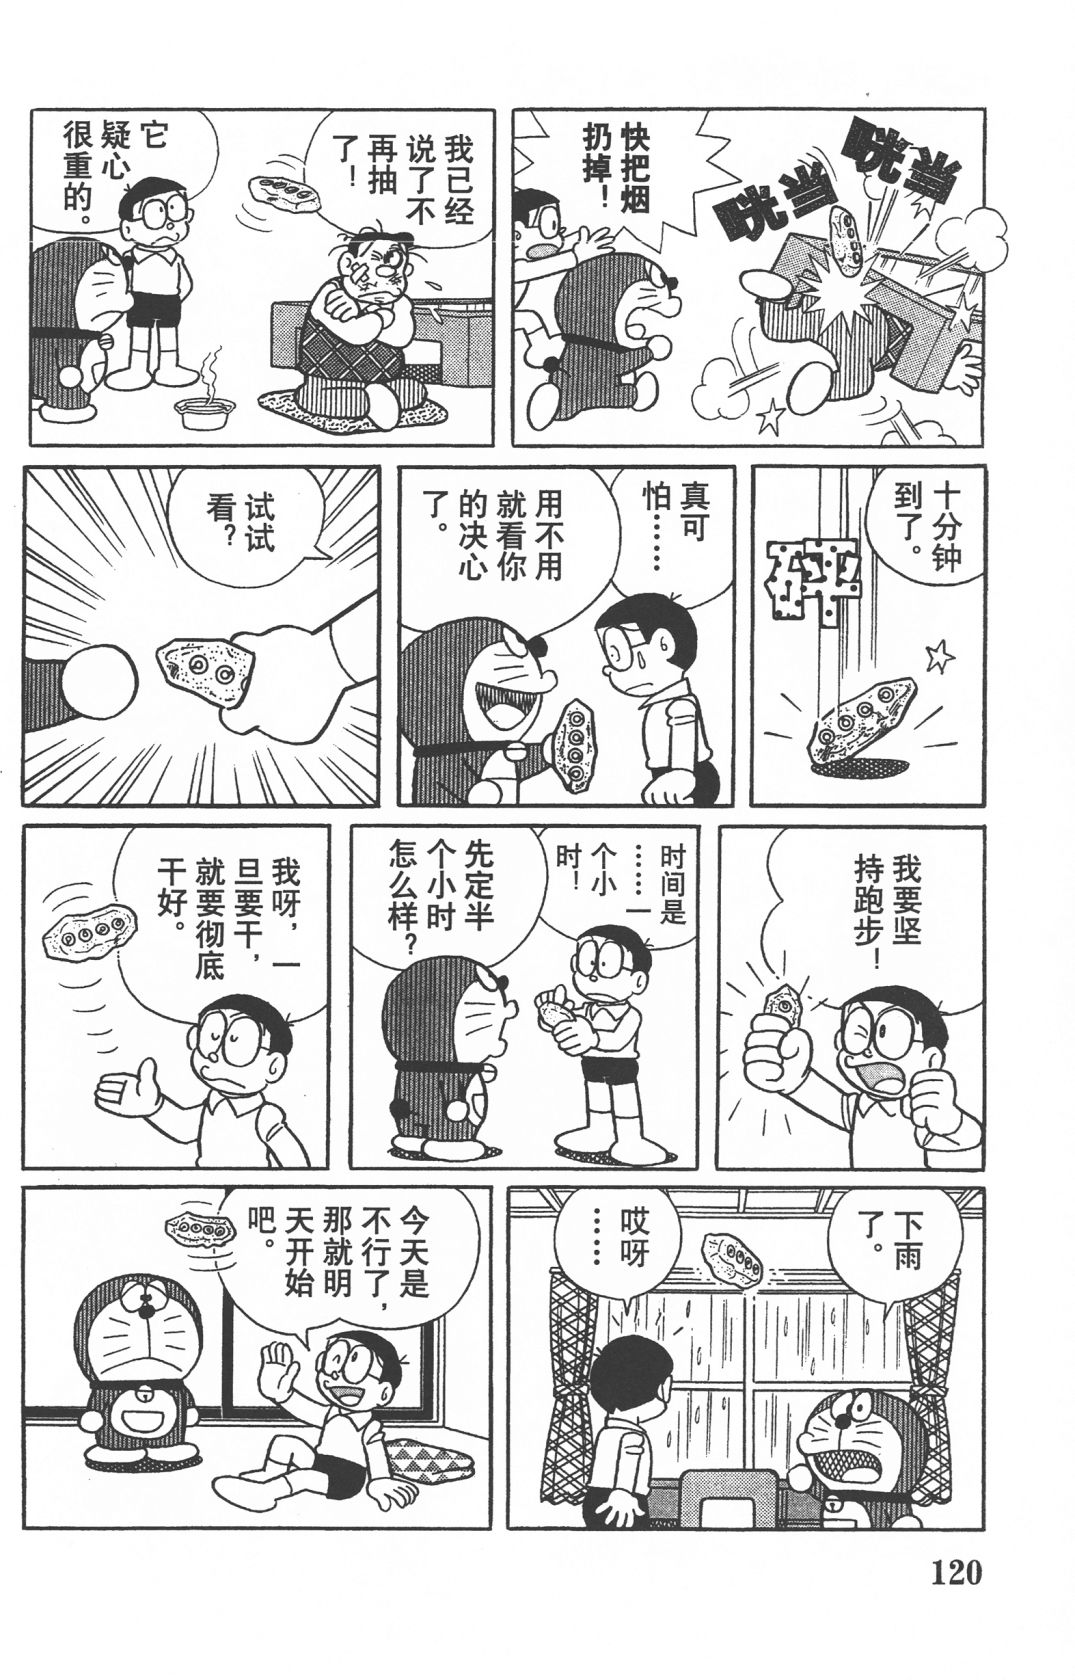 快把烟
扔掉！
咣当
咣当
我已经
说了不
再抽
了！
它
疑心
很重的。
十分钟
到了。
砰
真可
怕……
用不用
就看你
的决心
了。
试试
看？
我要坚
持跑步！
时间是
……一
个小
时！
先定半
个小时
怎么样？
我呀，一
旦要干，
就要彻底
干好。
下雨
了。
哎呀
……
今天是
不行了，
那就明
天开始
吧。
120